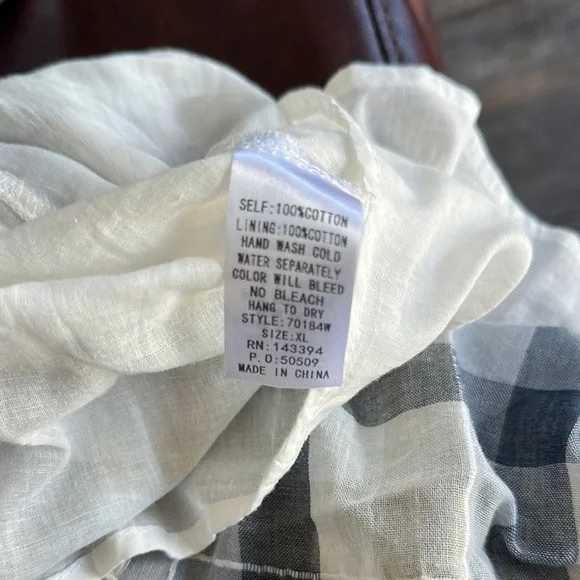 SELF:100%COTTON
LINING:100%COTTON
HAND WASH COLD
WATER SEPARATELY
COLOR WILL BLEED
NO BLEACH
HANG TO DRY
STYLE:70184W
SIZE:XL
RN:143394
P.O:50509
MADE IN CHINA